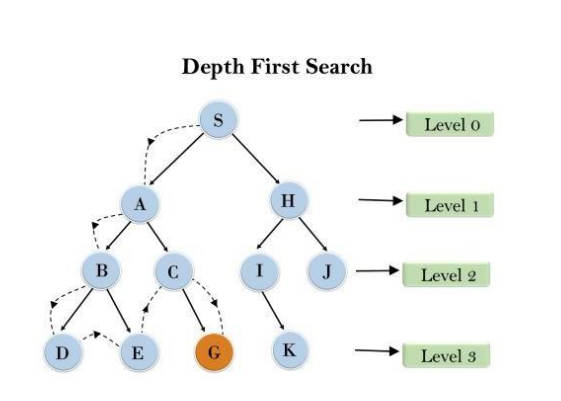 Depth First Search
S
Level 0
A
H
Level 1
B
C
I
J
Level 2
D
E
G
K
Level 3